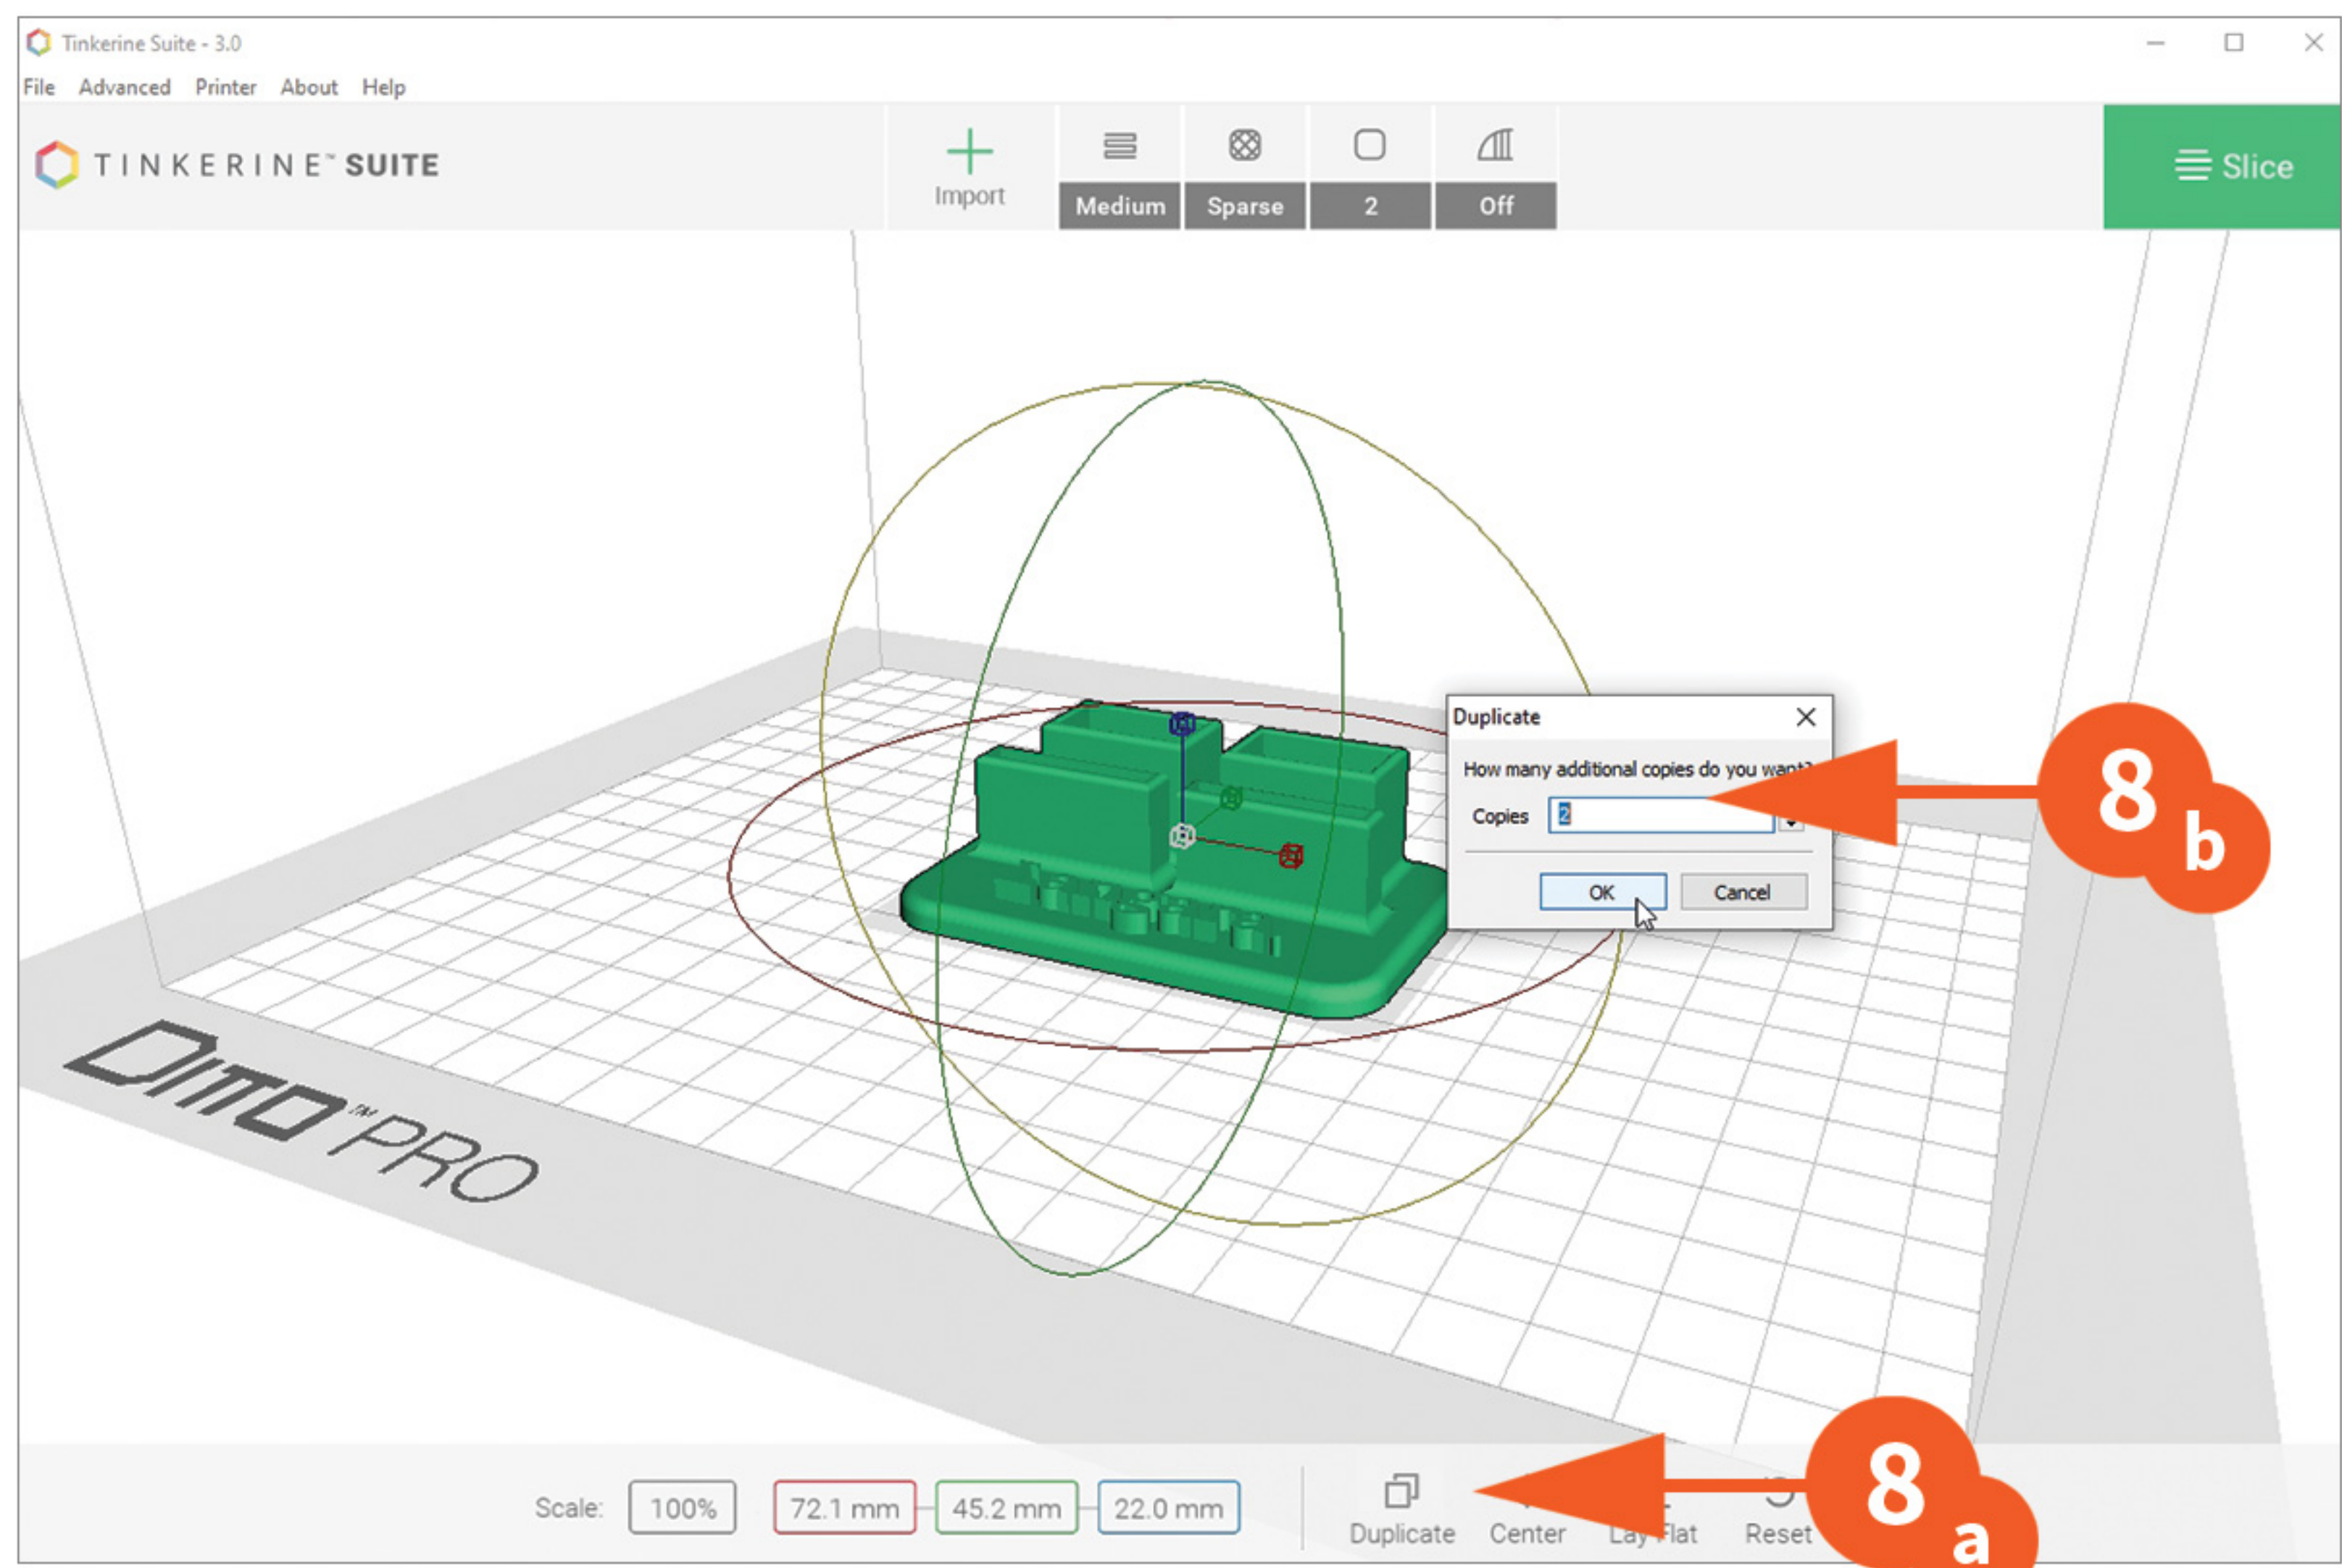 Tinkerine Suite - 3.0
File Advanced Printer About Help
TINKERINE™ SUITE
Import
Medium
Sparse
2
Off
Slice
Duplicate
How many additional copies do you want?
Copies
2
OK
Cancel
8
b
DITTO™ PRO
Scale:
100%
72.1 mm
45.2 mm
22.0 mm
Duplicate
Center
Lay Flat
Reset
8
a